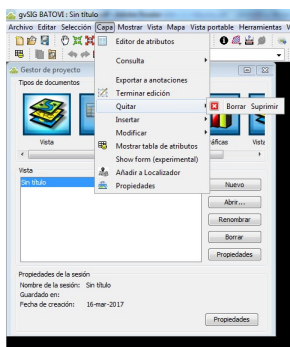 gvSIG BATOVI : Sin título
Archivo Editar Selección Capa Mostrar Vista Mapa Vista portable Herramientas
Editor de atributos
Consulta
Exportar a anotaciones
Terminar edición
Quitar
Borrar Suprimir
Insertar
Modificar
Mostrar tabla de atributos
Show form (experimental)
Añadir a Localizador
Propiedades
Gestor de proyecto
Tipos de documentos
Vista
Vista
Sin título
Nuevo
Abrir...
Renombrar
Borrar
Propiedades
Propiedades de la sesión
Nombre de la sesión: Sin título
Guardado en:
Fecha de creación: 16-mar-2017
Propiedades